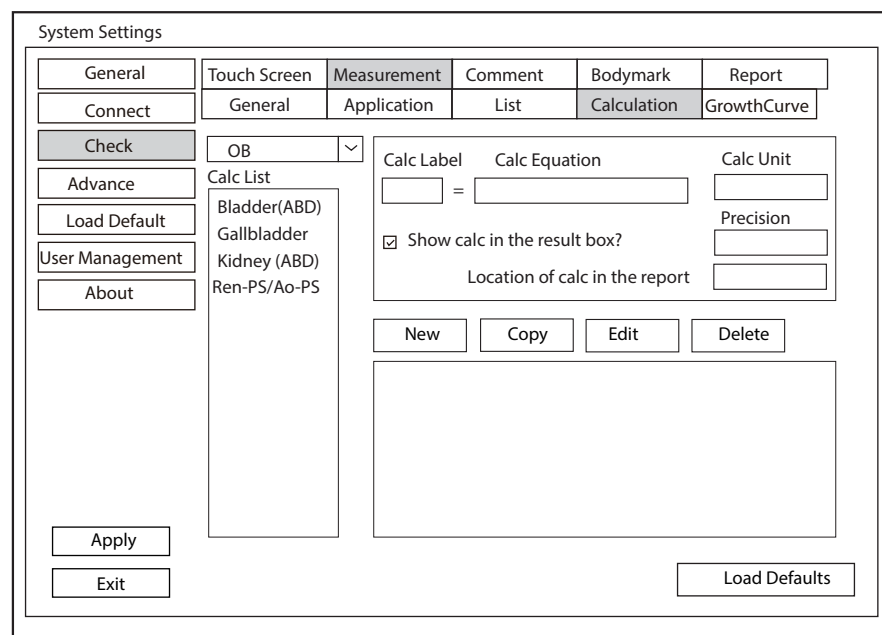 System Settings
General
Connect
Check
Advance
Load Default
User Management
About
Apply
Exit
Touch Screen Measurement Comment Bodymark Report
General Application List Calculation GrowthCurve
OB
Calc List
Bladder(ABD)
Gallbladder
Kidney (ABD)
Ren-PS/Ao-PS
Calc Label Calc Equation Calc Unit
=
Precision
Show calc in the result box?
Location of calc in the report
New Copy Edit Delete
Load Defaults